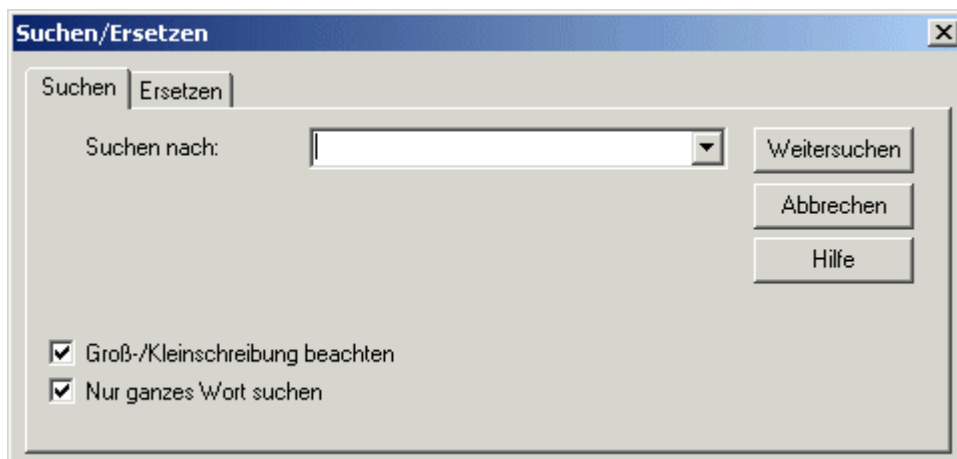 Suchen/Ersetzen
Suchen Ersetzen
Suchen nach: Weitersuchen
Abbrechen
Hilfe
Groß-/Kleinschreibung beachten
Nur ganzes Wort suchen